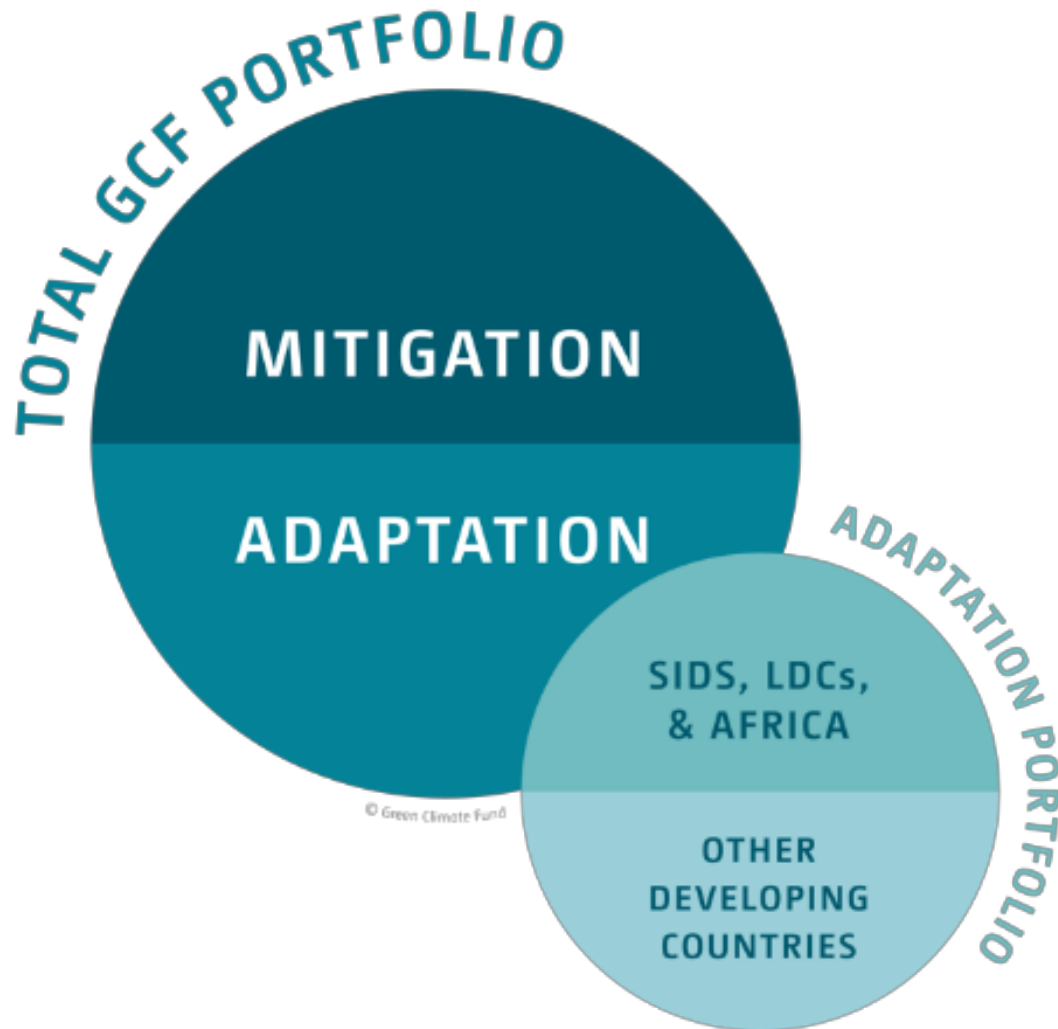 TOTAL GCF PORTFOLIO
MITIGATION
ADAPTATION
ADAPTATION PORTFOLIO
SIDS, LDCs,
& AFRICA
OTHER
DEVELOPING
COUNTRIES
© Green Climate Fund